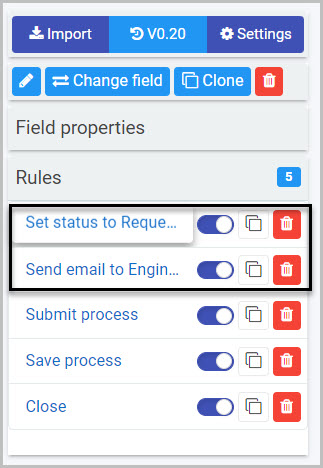 Import V0.20 Settings
Change field Clone
Field properties
Rules 5
Set status to Reque...
Send email to Engin...
Submit process
Save process
Close